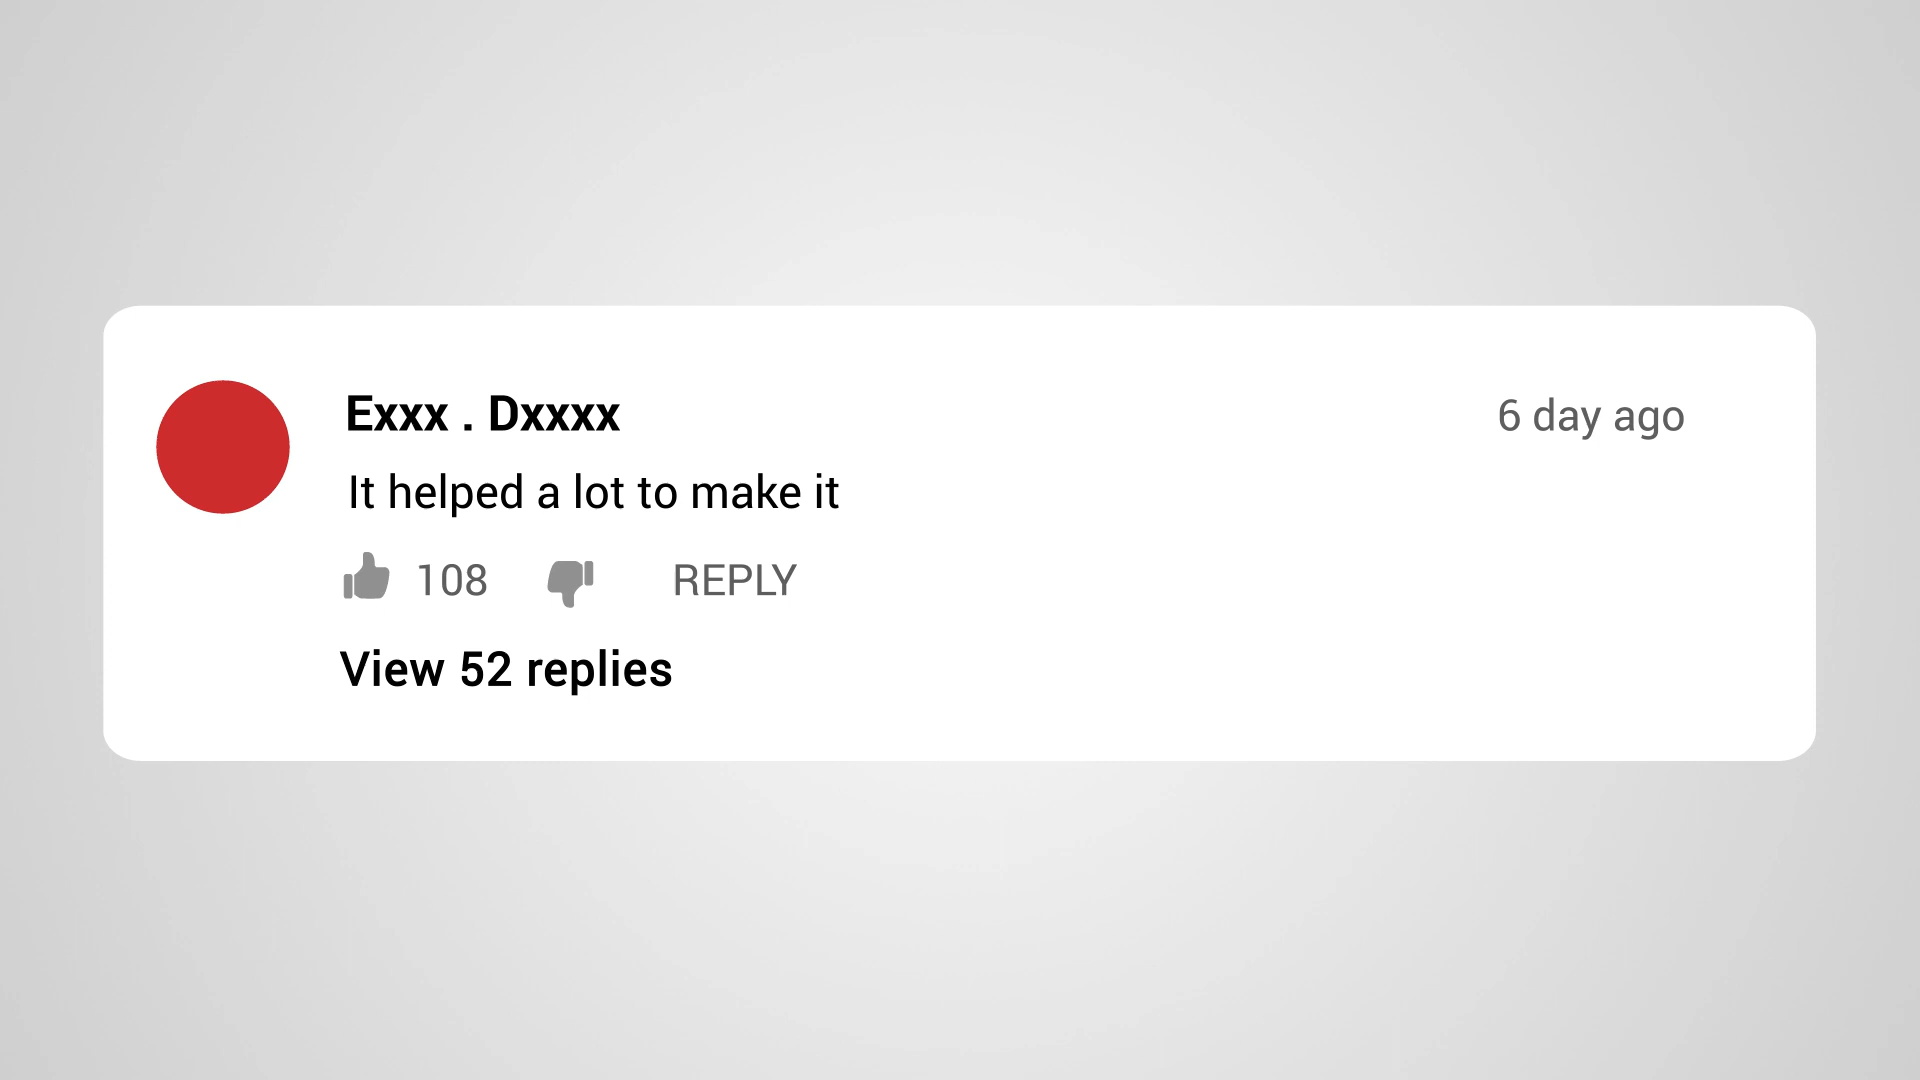 Exxx . Dxxxx
6 day ago
It helped a lot to make it
108 REPLY
View 52 replies